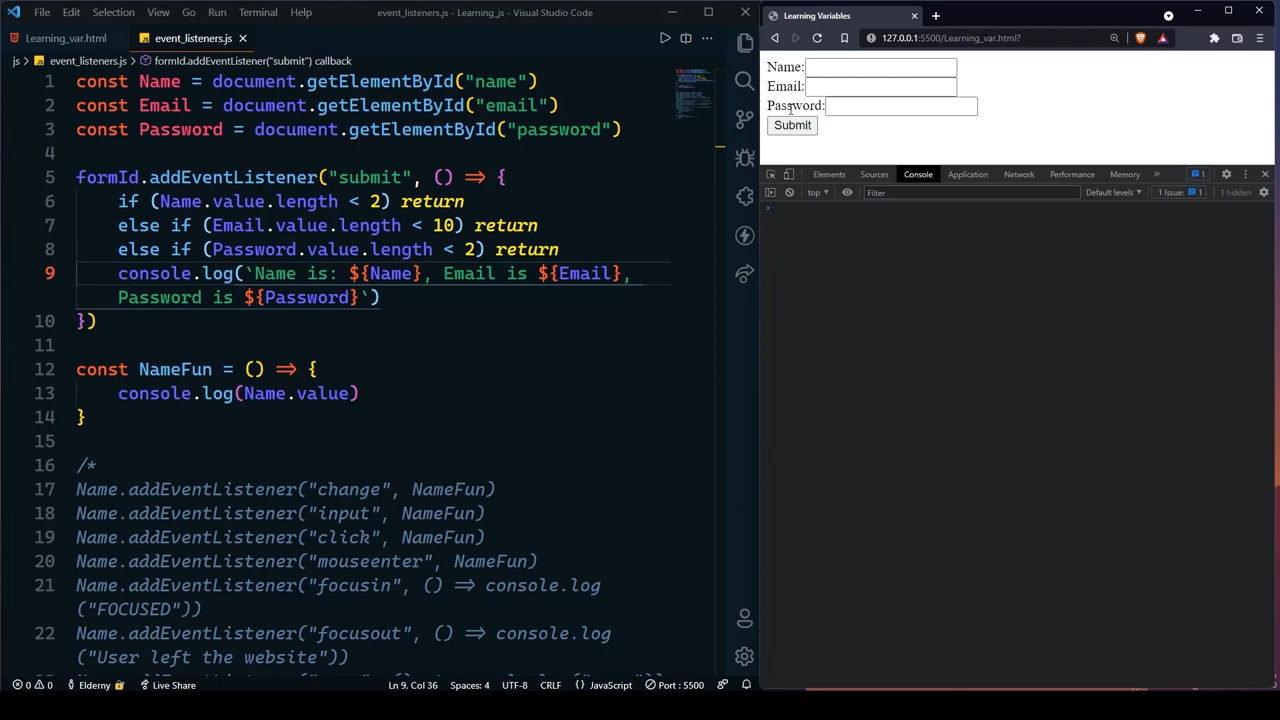 File Edit Selection View Go Run Terminal Help
event_listeners.js - Learning_js - Visual Studio Code
Learning_var.html
event_listeners.js
js > event_listeners.js > formId.addEventListener("submit") callback
1 const Name = document.getElementById("name")
2 const Email = document.getElementById("email")
3 const Password = document.getElementById("password")
4
5 formId.addEventListener("submit", () => {
6 if (Name.value.length < 2) return
7 else if (Email.value.length < 10) return
8 else if (Password.value.length < 2) return
9 console.log(`Name is: ${Name}, Email is ${Email},
Password is ${Password}`)
10 })
11
12 const NameFun = () => {
13 console.log(Name.value)
14 }
15
16 /*
17 Name.addEventListener("change", NameFun)
18 Name.addEventListener("input", NameFun)
19 Name.addEventListener("click", NameFun)
20 Name.addEventListener("mouseenter", NameFun)
21 Name.addEventListener("focusin", () => console.log
("FOCUSED"))
22 Name.addEventListener("focusout", () => console.log
("User left the website"))
0 0 Elderny Live Share
Ln 9, Col 36 Spaces: 4 UTF-8 CRLF {} JavaScript Port : 5500
Learning Variables
127.0.0.1:5500/Learning_var.html?
Name:
Email:
Password:
Submit
Elements Sources Console Application Network Performance Memory » 1
top Filter Default levels 1 Issue: 1 1 hidden